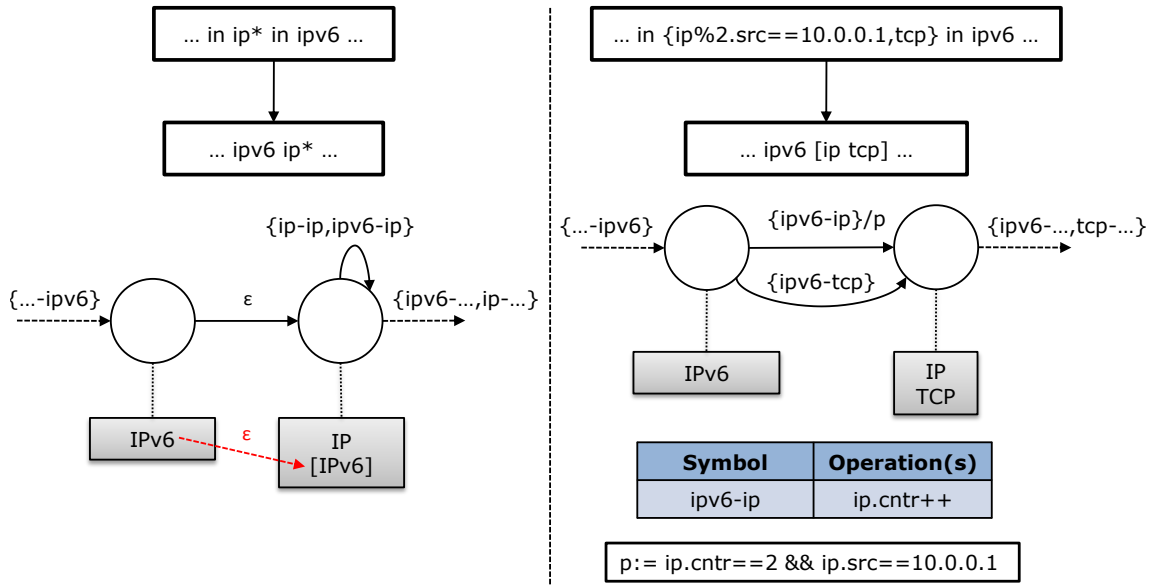 … in ip* in ipv6 …
… ipv6 ip* …
{ip-ip,ipv6-ip}
{…-ipv6}
ε
{ipv6-…,ip-…}
IPv6
ε
IP
[IPv6]
… in {ip%2.src==10.0.0.1,tcp} in ipv6 …
… ipv6 [ip tcp] …
{…-ipv6}
{ipv6-ip}/p
{ipv6-…,tcp-…}
{ipv6-tcp}
IPv6
IP
TCP
Symbol Operation(s)
ipv6-ip ip.cntr++
p:= ip.cntr==2 && ip.src==10.0.0.1